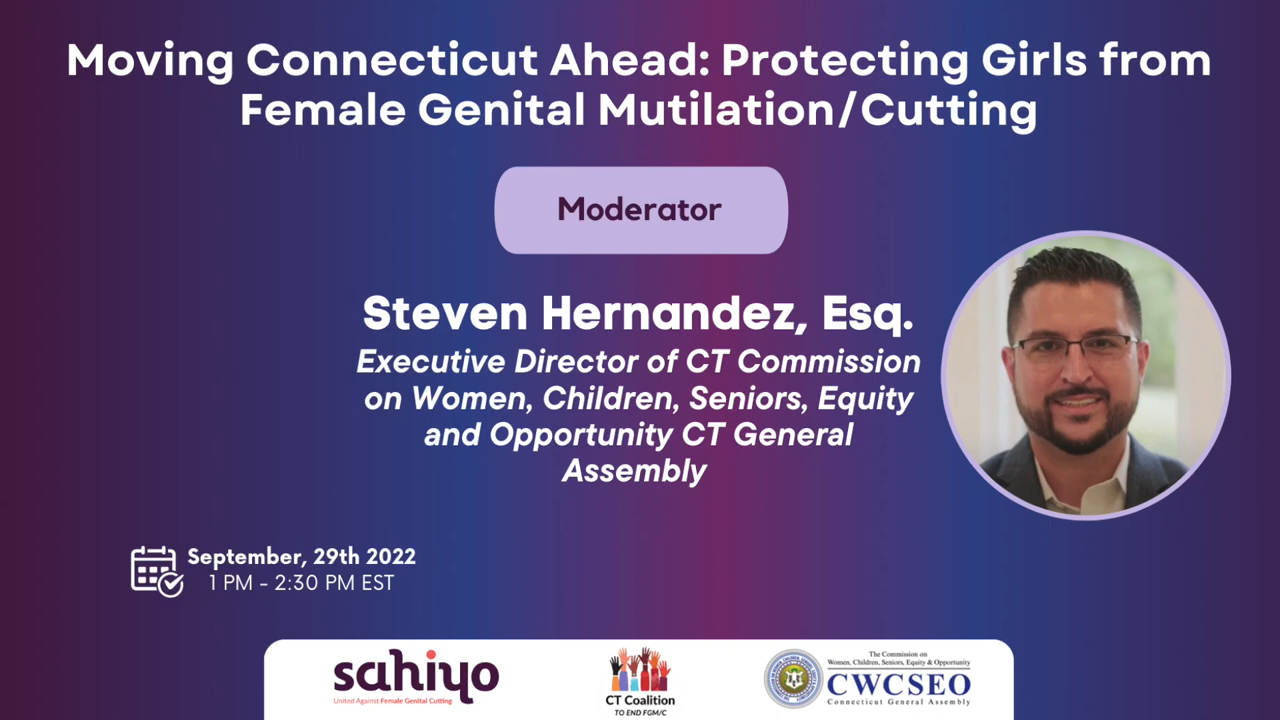 Moving Connecticut Ahead: Protecting Girls from
Female Genital Mutilation/Cutting
Moderator
Steven Hernandez, Esq.
Executive Director of CT Commission
on Women, Children, Seniors, Equity
and Opportunity CT General
Assembly
September, 29th 2022
1 PM - 2:30 PM EST
sahiyo
United Against Female Genital Cutting
CT Coalition
TO END FGM/C
The Commission on
Women, Children, Seniors, Equity & Opportunity
CWCSEO
Connecticut General Assembly